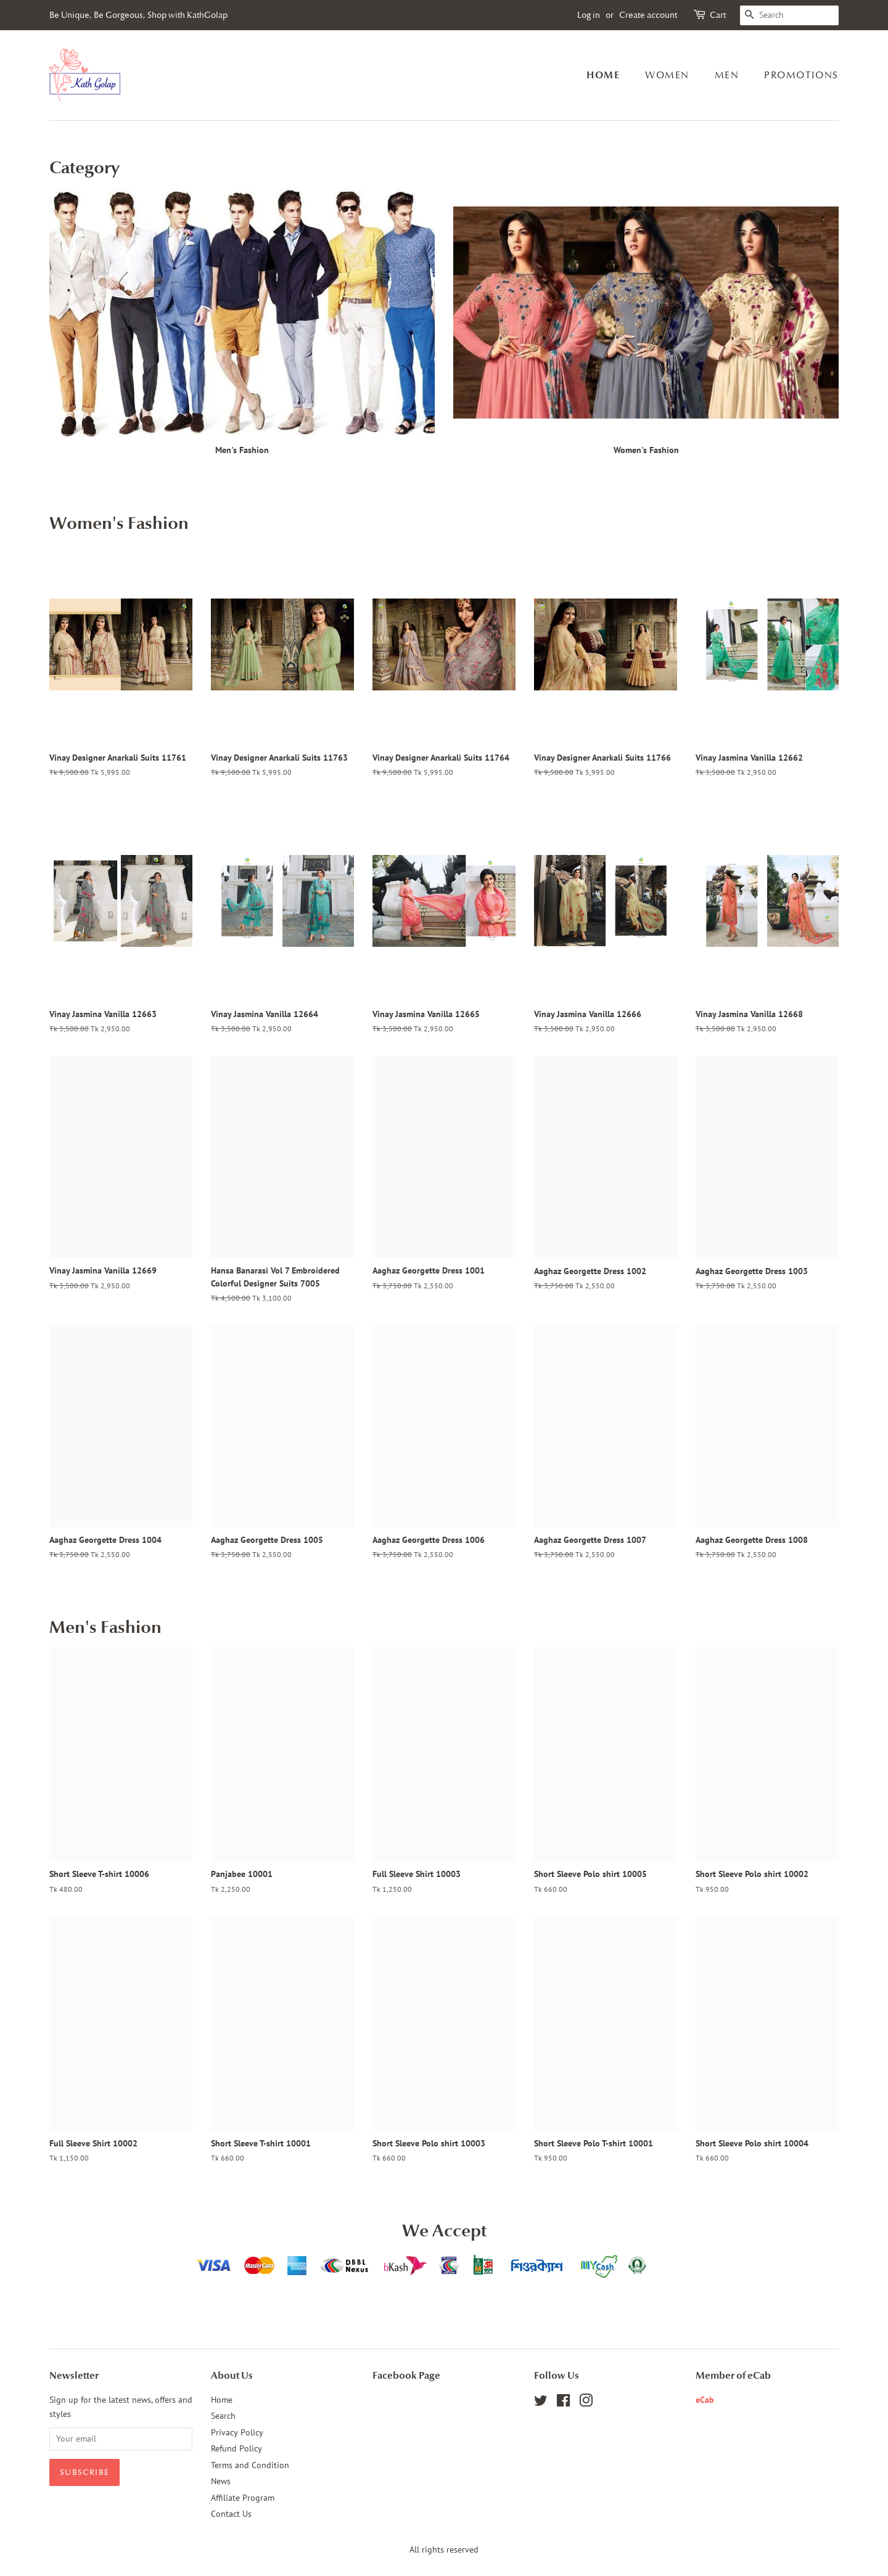 Be Unique, Be Gorgeous, Shop with KathGolap
Log in or Create account Cart Search
Kath Golap
HOME WOMEN MEN PROMOTIONS
Category
Men's Fashion
Women's Fashion
Women's Fashion
Vinay Designer Anarkali Suits 11761
Tk 9,500.00 Tk 5,995.00
Vinay Designer Anarkali Suits 11763
Tk 9,500.00 Tk 5,995.00
Vinay Designer Anarkali Suits 11764
Tk 9,500.00 Tk 5,995.00
Vinay Designer Anarkali Suits 11766
Tk 9,500.00 Tk 5,995.00
Vinay Jasmina Vanilla 12662
Tk 3,500.00 Tk 2,950.00
Vinay Jasmina Vanilla 12663
Tk 3,500.00 Tk 2,950.00
Vinay Jasmina Vanilla 12664
Tk 3,500.00 Tk 2,950.00
Vinay Jasmina Vanilla 12665
Tk 3,500.00 Tk 2,950.00
Vinay Jasmina Vanilla 12666
Tk 3,500.00 Tk 2,950.00
Vinay Jasmina Vanilla 12668
Tk 3,500.00 Tk 2,950.00
Vinay Jasmina Vanilla 12669
Tk 3,500.00 Tk 2,950.00
Hansa Banarasi Vol 7 Embroidered
Colorful Designer Suits 7005
Tk 4,500.00 Tk 3,100.00
Aaghaz Georgette Dress 1001
Tk 3,750.00 Tk 2,550.00
Aaghaz Georgette Dress 1002
Tk 3,750.00 Tk 2,550.00
Aaghaz Georgette Dress 1003
Tk 3,750.00 Tk 2,550.00
Aaghaz Georgette Dress 1004
Tk 3,750.00 Tk 2,550.00
Aaghaz Georgette Dress 1005
Tk 3,750.00 Tk 2,550.00
Aaghaz Georgette Dress 1006
Tk 3,750.00 Tk 2,550.00
Aaghaz Georgette Dress 1007
Tk 3,750.00 Tk 2,550.00
Aaghaz Georgette Dress 1008
Tk 3,750.00 Tk 2,550.00
Men's Fashion
Short Sleeve T-shirt 10006
Tk 480.00
Panjabee 10001
Tk 2,250.00
Full Sleeve Shirt 10003
Tk 1,250.00
Short Sleeve Polo shirt 10005
Tk 660.00
Short Sleeve Polo shirt 10002
Tk 950.00
Full Sleeve Shirt 10002
Tk 1,150.00
Short Sleeve T-shirt 10001
Tk 660.00
Short Sleeve Polo shirt 10003
Tk 660.00
Short Sleeve Polo T-shirt 10001
Tk 950.00
Short Sleeve Polo shirt 10004
Tk 660.00
We Accept
VISA MasterCard DBBL Nexus bKash শিওরক্যাশ MYCash
Newsletter
Sign up for the latest news, offers and
styles
Your email
SUBSCRIBE
About Us
Home
Search
Privacy Policy
Refund Policy
Terms and Condition
News
Affiliate Program
Contact Us
Facebook Page
Follow Us
Member of eCab
eCab
All rights reserved